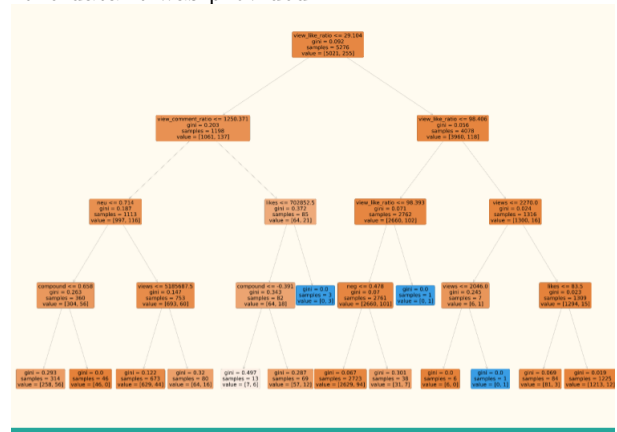 view_like_ratio <= 29.164
gini = 0.092
samples = 5276
value = [5021, 255]
view_comment_ratio <= 1250.371
gini = 0.203
samples = 1198
value = [1061, 137]
view_like_ratio <= 98.406
gini = 0.056
samples = 4078
value = [3960, 118]
neu <= 0.714
gini = 0.187
samples = 1113
value = [997, 116]
likes <= 702852.5
gini = 0.372
samples = 85
value = [64, 21]
view_like_ratio <= 98.393
gini = 0.071
samples = 2762
value = [2660, 102]
views <= 2270.0
gini = 0.024
samples = 1316
value = [1300, 16]
compound <= 0.658
gini = 0.263
samples = 360
value = [304, 56]
views <= 5185687.5
gini = 0.147
samples = 753
value = [693, 60]
compound <= -0.391
gini = 0.343
samples = 82
value = [64, 18]
gini = 0.0
samples = 3
value = [0, 3]
neg <= 0.478
gini = 0.07
samples = 2761
value = [2660, 101]
gini = 0.0
samples = 1
value = [0, 1]
views <= 2046.0
gini = 0.245
samples = 7
value = [6, 1]
likes <= 83.5
gini = 0.023
samples = 1309
value = [1294, 15]
gini = 0.293
samples = 314
value = [258, 56]
gini = 0.0
samples = 46
value = [46, 0]
gini = 0.122
samples = 673
value = [629, 44]
gini = 0.32
samples = 80
value = [64, 16]
gini = 0.497
samples = 13
value = [7, 6]
gini = 0.287
samples = 69
value = [57, 12]
gini = 0.067
samples = 2723
value = [2629, 94]
gini = 0.301
samples = 38
value = [31, 7]
gini = 0.0
samples = 6
value = [6, 0]
gini = 0.0
samples = 1
value = [0, 1]
gini = 0.069
samples = 84
value = [81, 3]
gini = 0.019
samples = 1225
value = [1213, 12]